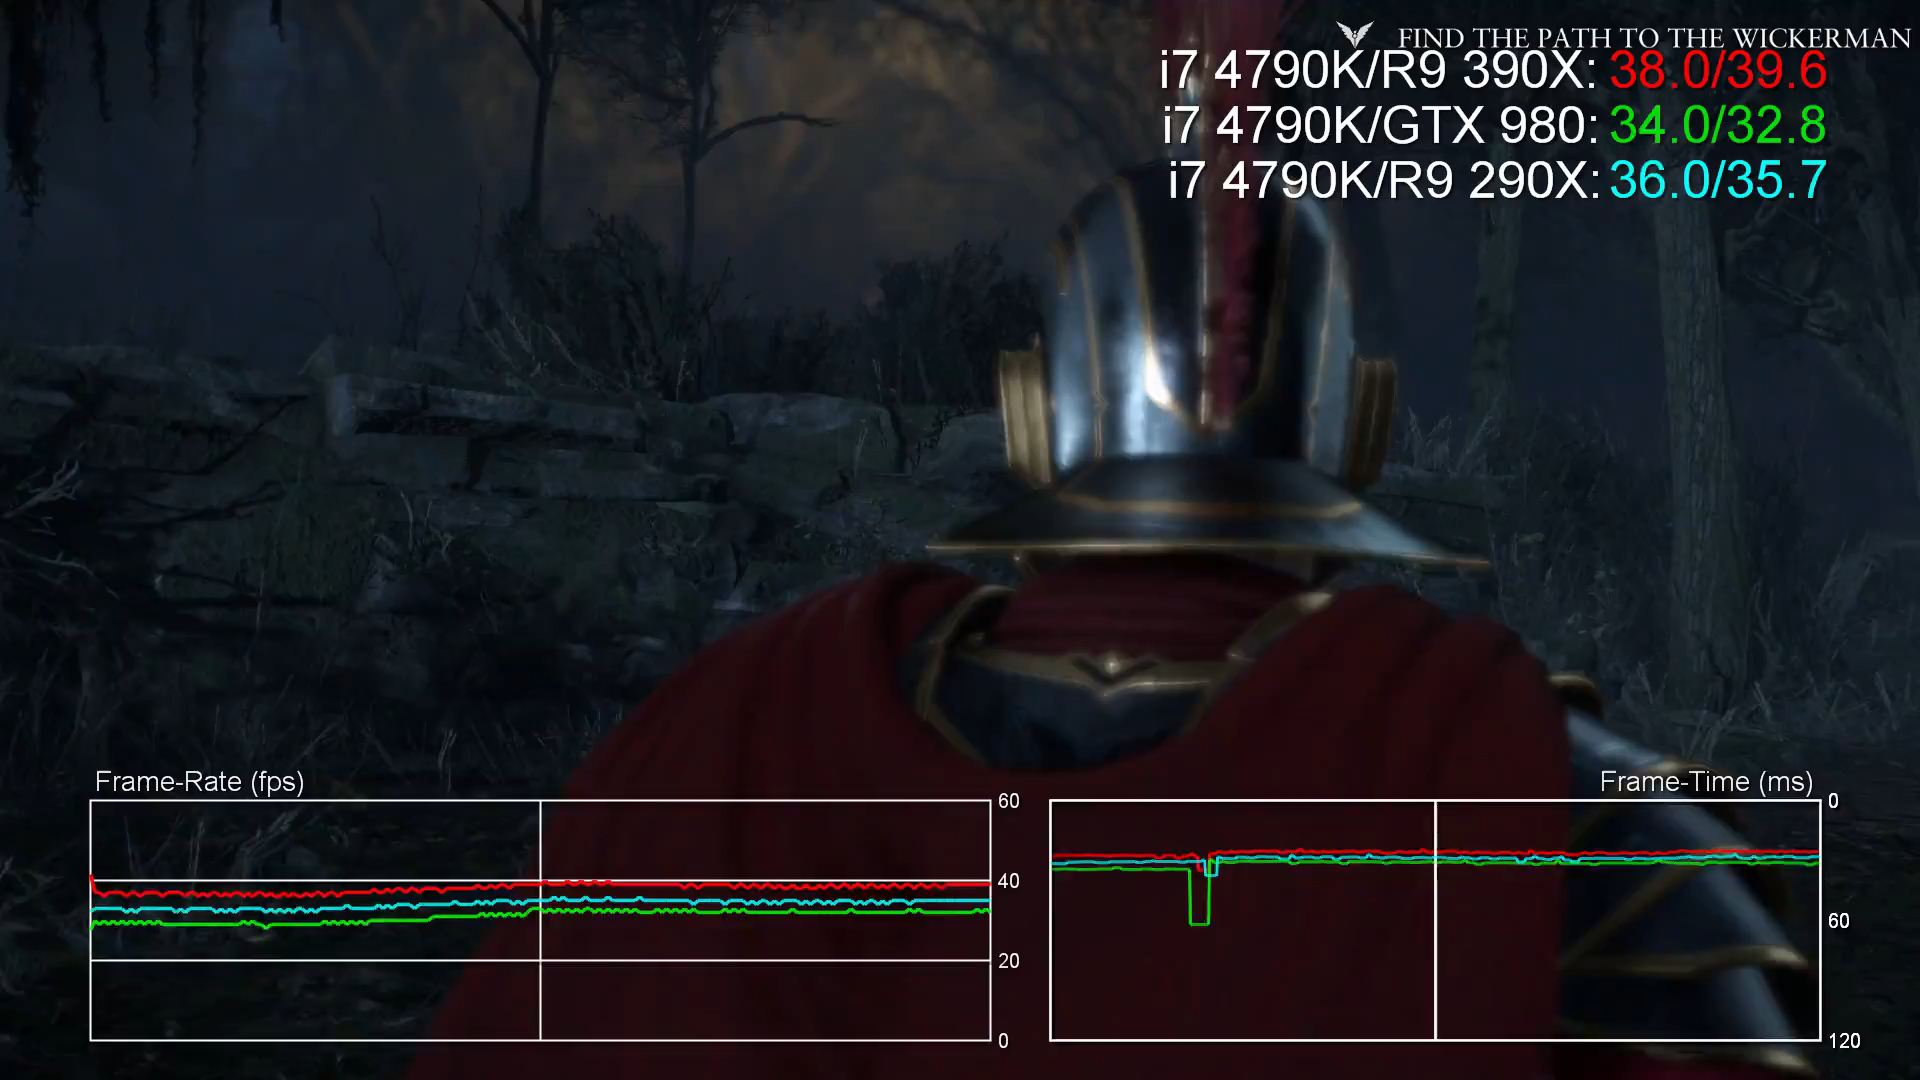 FIND THE PATH TO THE WICKERMAN
i7 4790K/R9 390X: 38.0/39.6
i7 4790K/GTX 980: 34.0/32.8
i7 4790K/R9 290X: 36.0/35.7
Frame-Rate (fps)
60
40
20
0
Frame-Time (ms)
0
60
120